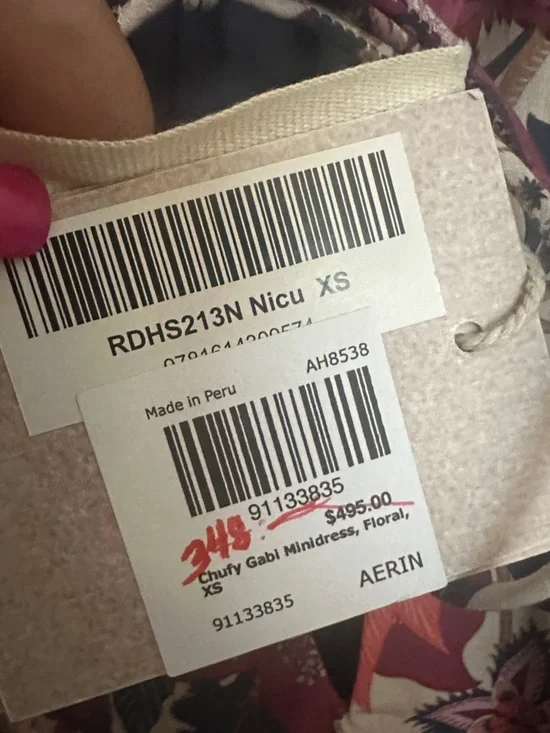 RDHS213N Nicu XS
AH8538
Made in Peru
91133835
$495.00
348.
Chufy Gabi Minidress, Floral,
XS
AERIN
91133835